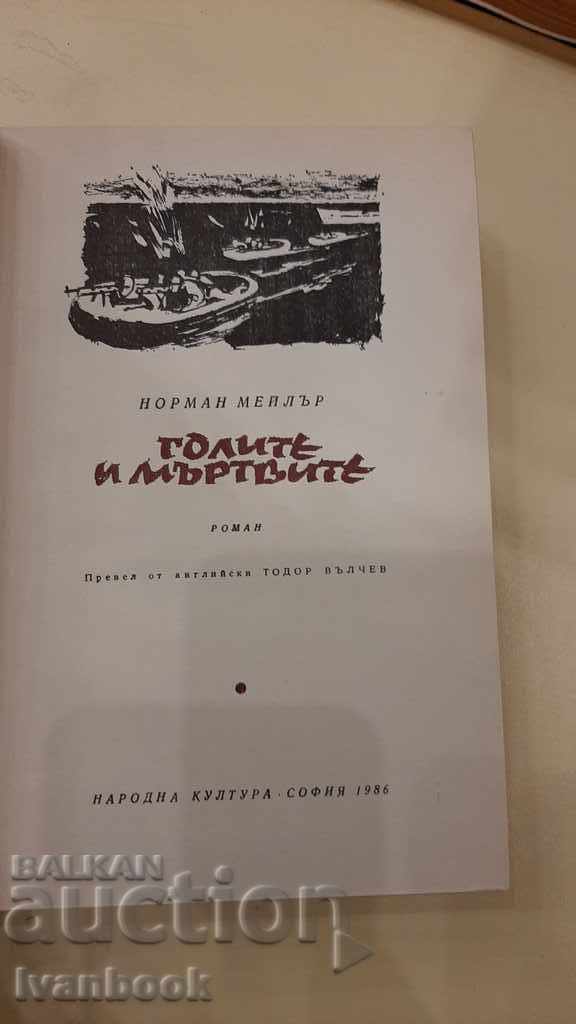 НОРМАН МЕЙЛЪР
ГОЛИТЕ
И МЪРТВИТЕ
РОМАН
Превел от английски ТОДОР ВЪЛЧЕВ
НАРОДНА КУЛТУРА · СОФИЯ 1986
BALKAN
auction
Ivanbook